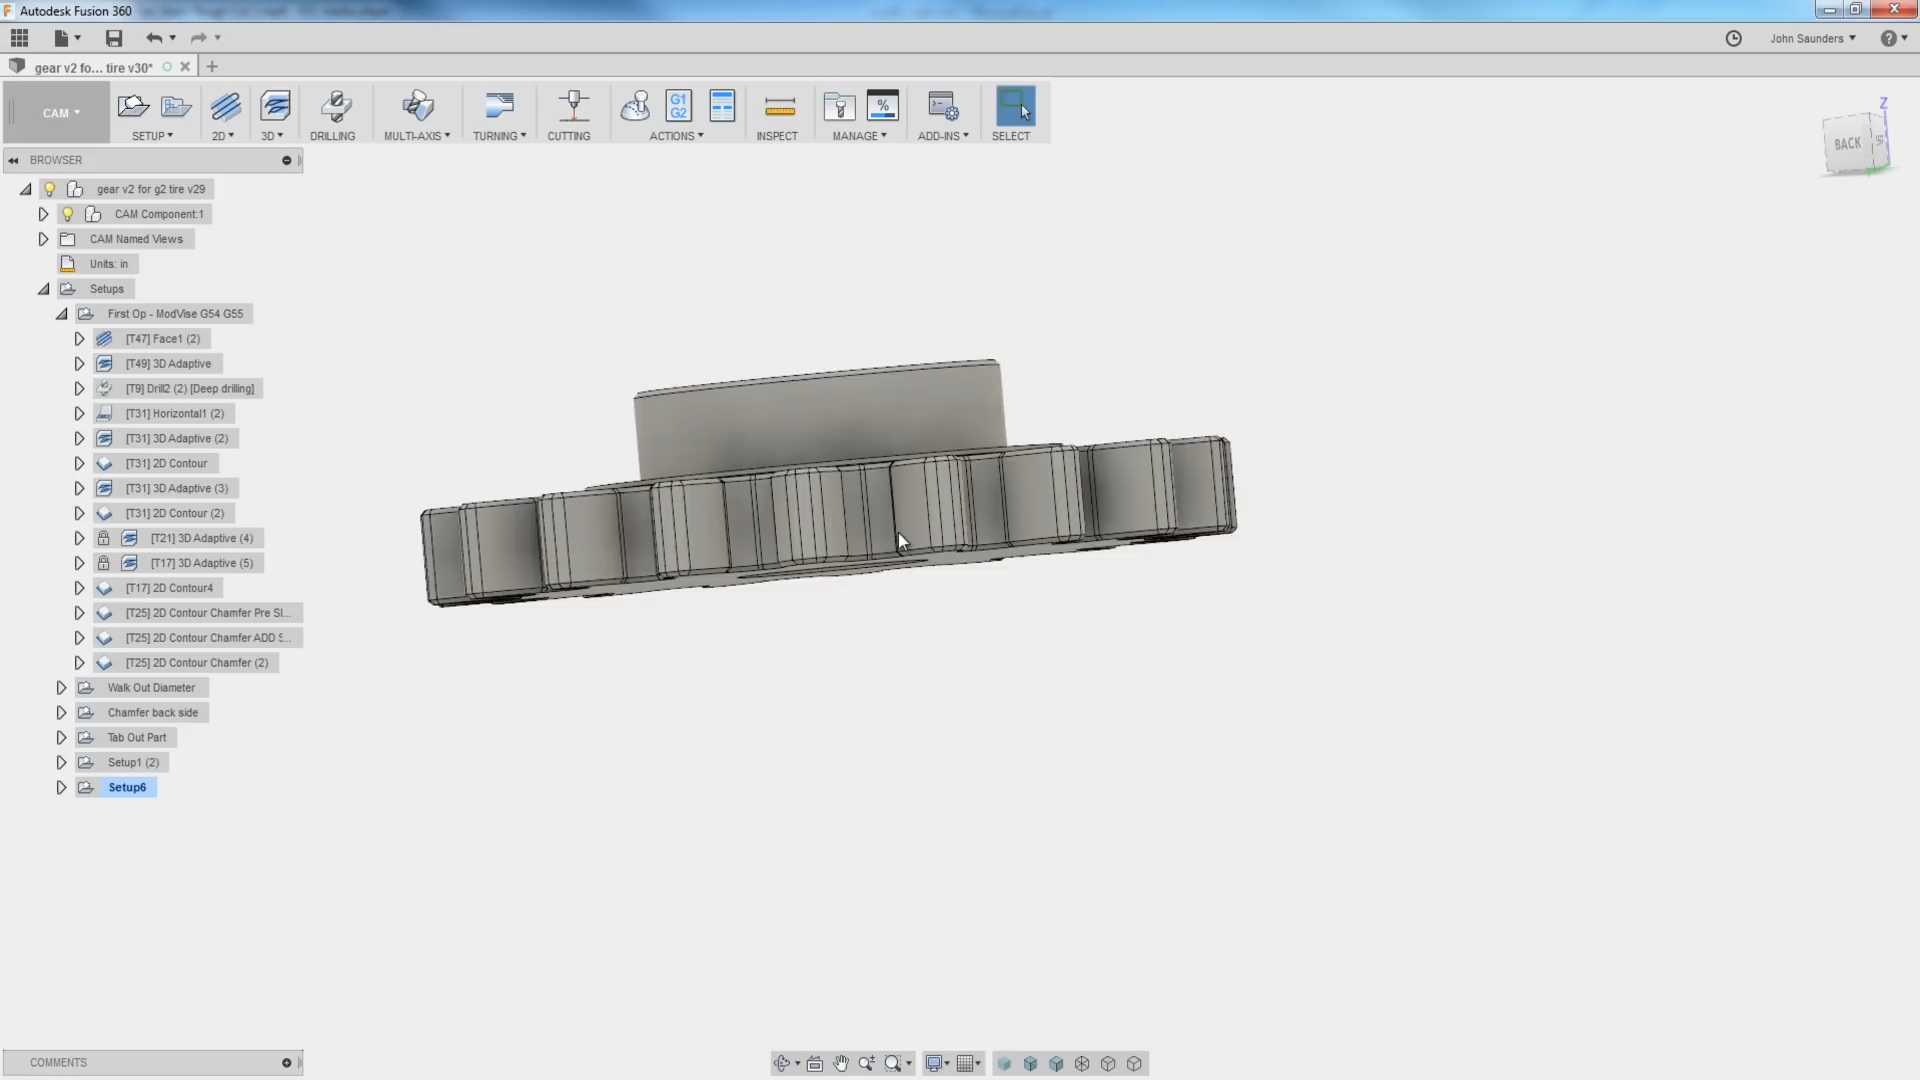 Autodesk Fusion 360
John Saunders
gear v2 fo... tire v30*
CAM
SETUP
2D
3D
DRILLING
MULTI-AXIS
TURNING
CUTTING
G1
G2
ACTIONS
INSPECT
%
MANAGE
ADD-INS
SELECT
Z
BACK
BROWSER
gear v2 for g2 tire v29
CAM Component:1
CAM Named Views
Units: in
Setups
First Op - ModVise G54 G55
[T47] Face1 (2)
[T49] 3D Adaptive
[T9] Drill2 (2) [Deep drilling]
[T31] Horizontal1 (2)
[T31] 3D Adaptive (2)
[T31] 2D Contour
[T31] 3D Adaptive (3)
[T31] 2D Contour (2)
[T21] 3D Adaptive (4)
[T17] 3D Adaptive (5)
[T17] 2D Contour4
[T25] 2D Contour Chamfer Pre Sl...
[T25] 2D Contour Chamfer ADD S...
[T25] 2D Contour Chamfer (2)
Walk Out Diameter
Chamfer back side
Tab Out Part
Setup1 (2)
Setup6
COMMENTS